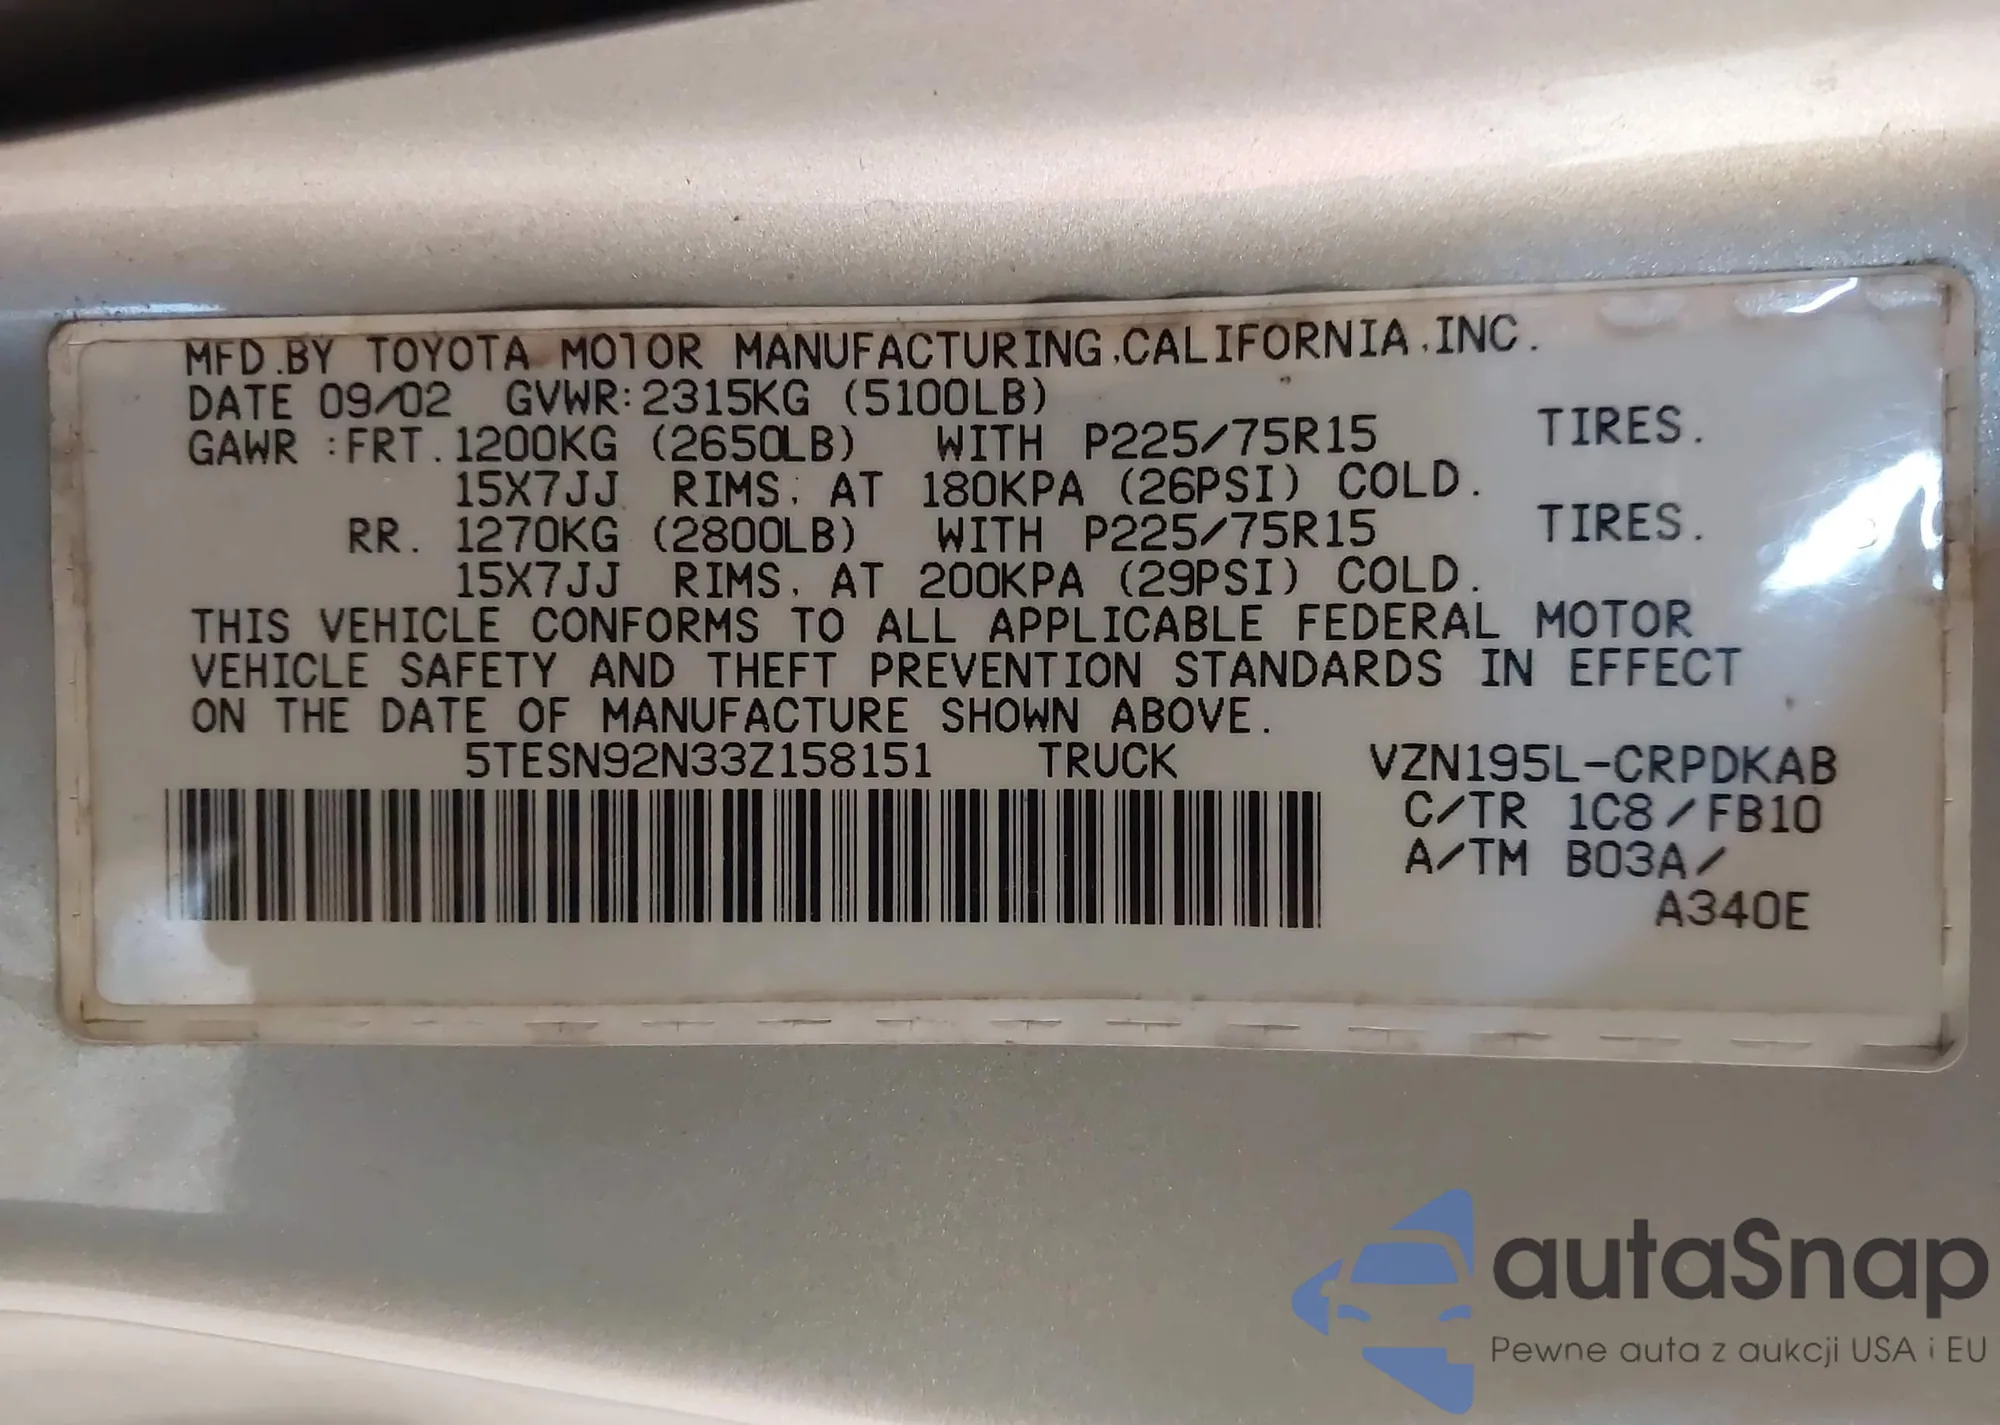 MFD.BY TOYOTA MOTOR MANUFACTURING,CALIFORNIA,INC.
DATE 09/02 GVWR:2315KG (5100LB)
GAWR :FRT.1200KG (2650LB) WITH P225/75R15 TIRES.
15X7JJ RIMS, AT 180KPA (26PSI) COLD.
RR. 1270KG (2800LB) WITH P225/75R15 TIRES.
15X7JJ RIMS, AT 200KPA (29PSI) COLD.
THIS VEHICLE CONFORMS TO ALL APPLICABLE FEDERAL MOTOR
VEHICLE SAFETY AND THEFT PREVENTION STANDARDS IN EFFECT
ON THE DATE OF MANUFACTURE SHOWN ABOVE.
5TESN92N33Z158151 TRUCK VZN195L-CRPDKAB
C/TR 1C8/FB10
A/TM B03A/
A340E
autaSnap
Pewne auta z aukcji USA i EU